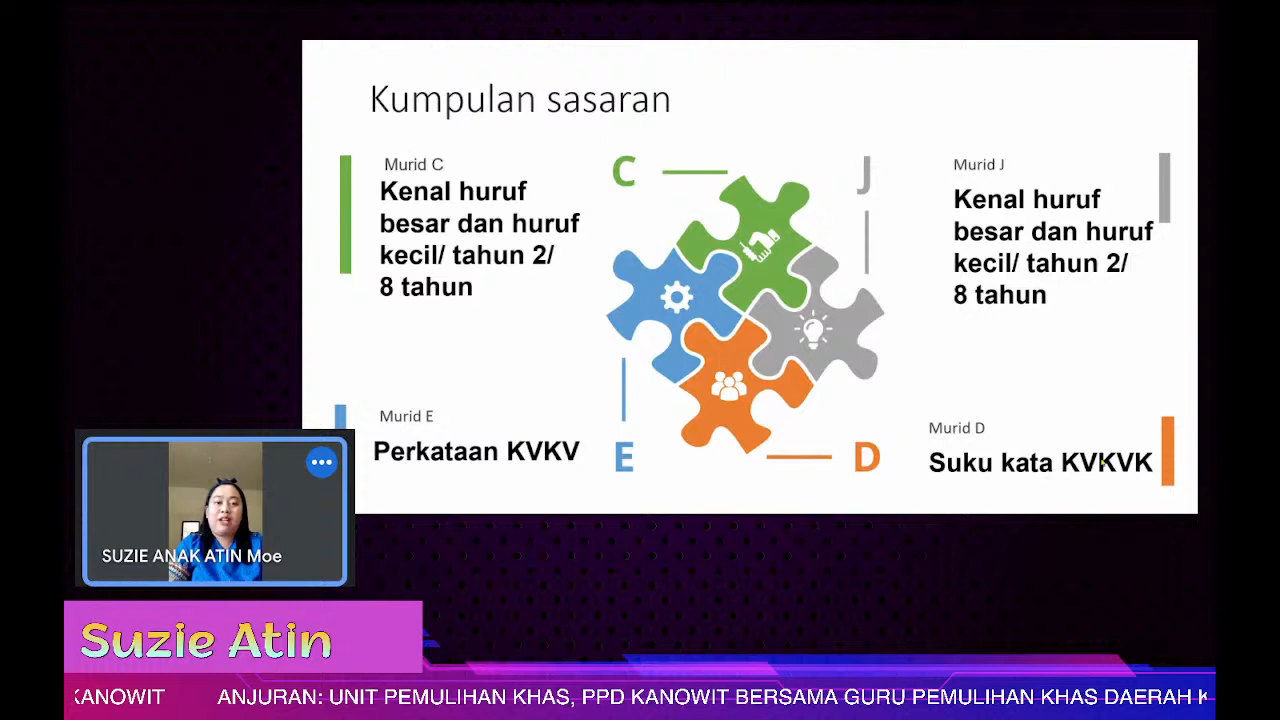 Kumpulan sasaran
Murid C
Kenal huruf
besar dan huruf
kecil/ tahun 2/
8 tahun
C
J
Murid J
Kenal huruf
besar dan huruf
kecil/ tahun 2/
8 tahun
Murid E
Perkataan KVKV
E
D
Murid D
Suku kata KVKVK
SUZIE ANAK ATIN Moe
Suzie Atin
KANOWIT ANJURAN: UNIT PEMULIHAN KHAS, PPD KANOWIT BERSAMA GURU PEMULIHAN KHAS DAERAH K